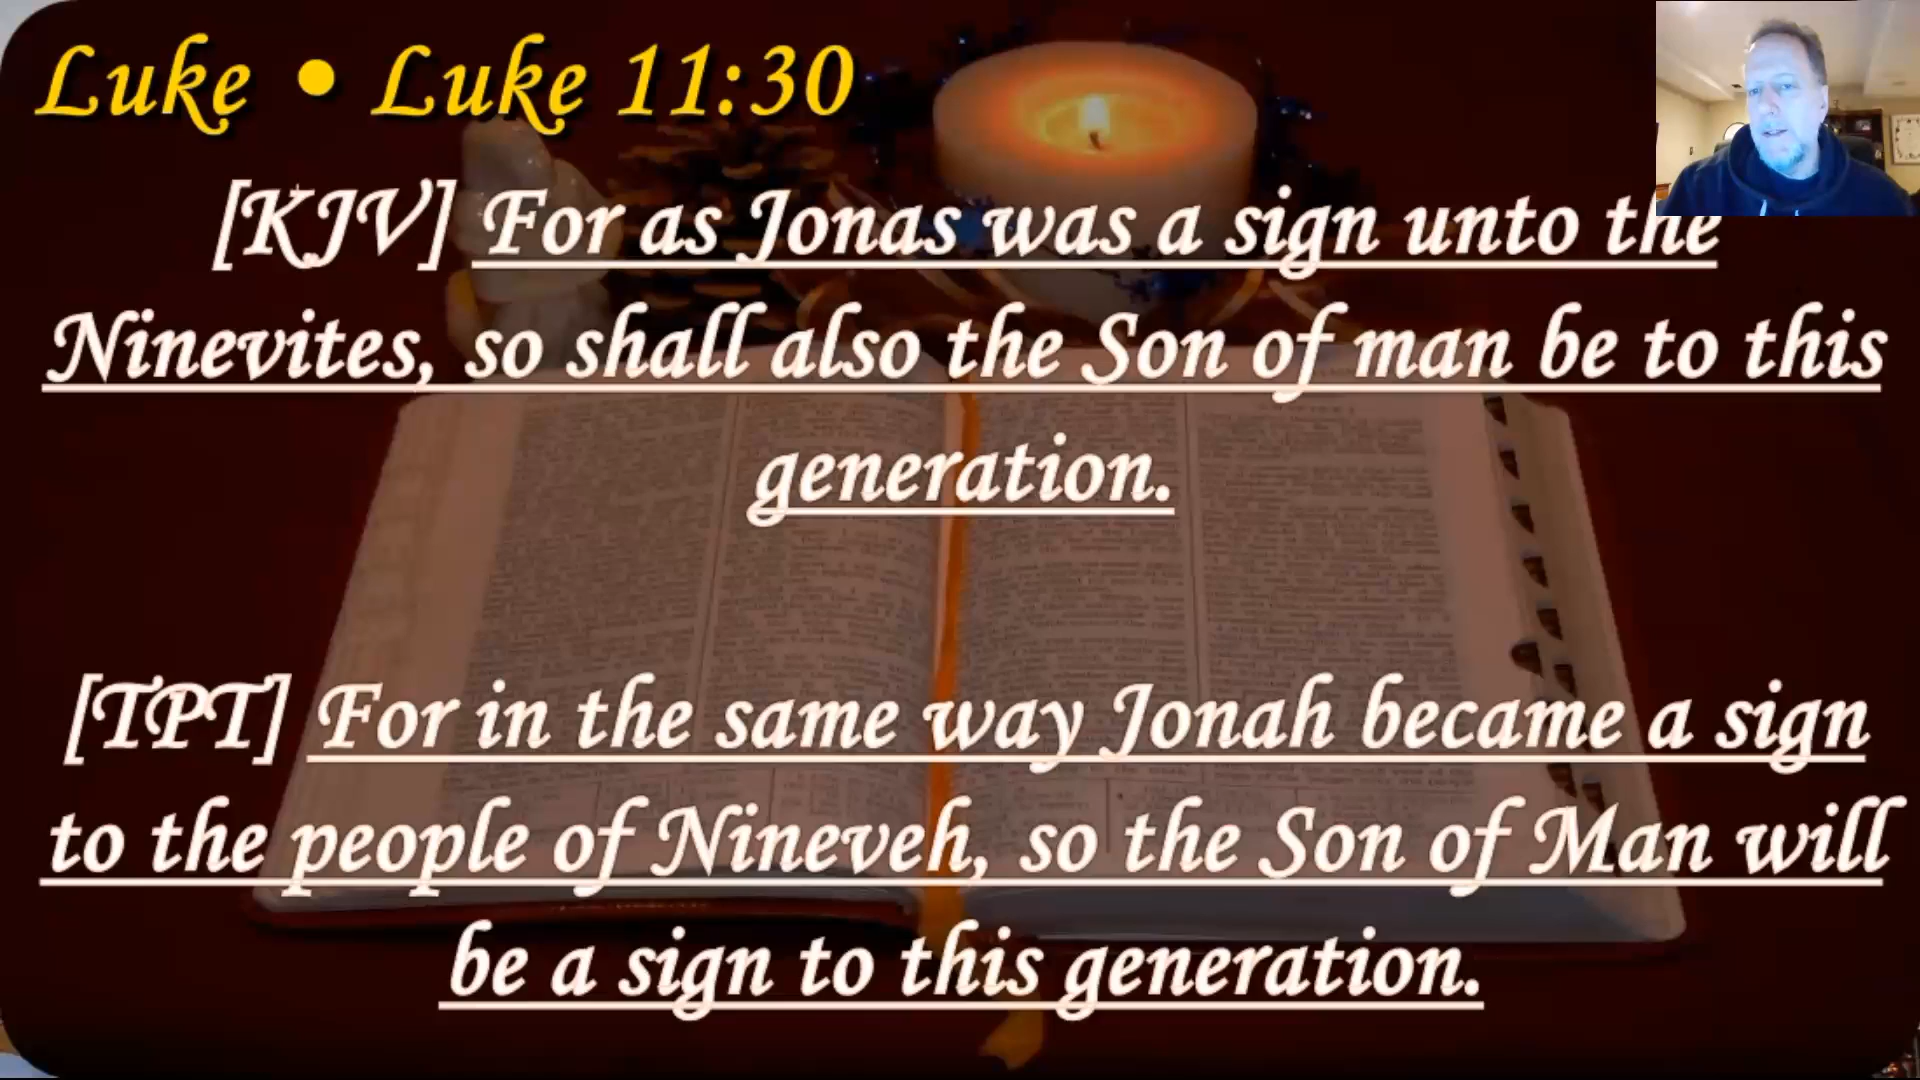 Luke • Luke 11:30
[KJV] For as Jonas was a sign unto the
Ninevites, so shall also the Son of man be to this
generation.
[TPT] For in the same way Jonah became a sign
to the people of Nineveh, so the Son of Man will
be a sign to this generation.